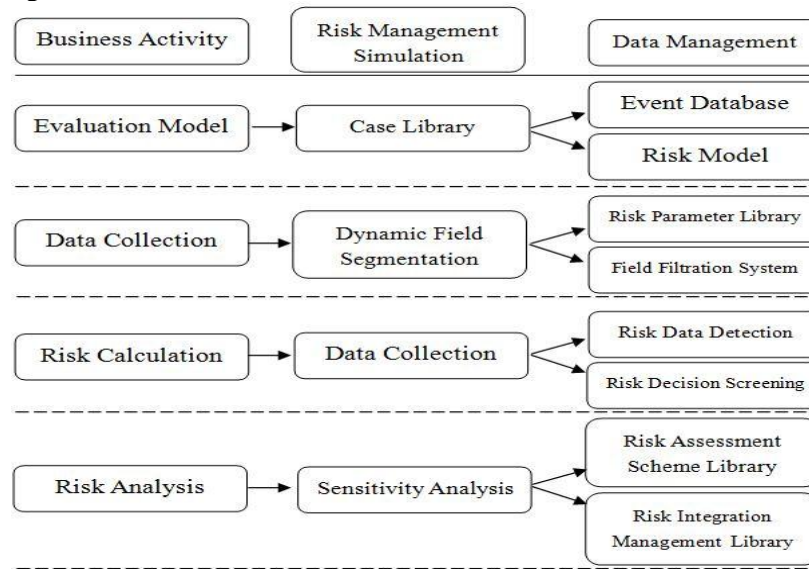 Business Activity
Risk Management
Simulation
Data Management
Evaluation Model
Case Library
Event Database
Risk Model
Data Collection
Dynamic Field
Segmentation
Risk Parameter Library
Field Filtration System
Risk Calculation
Data Collection
Risk Data Detection
Risk Decision Screening
Risk Analysis
Sensitivity Analysis
Risk Assessment
Scheme Library
Risk Integration
Management Library